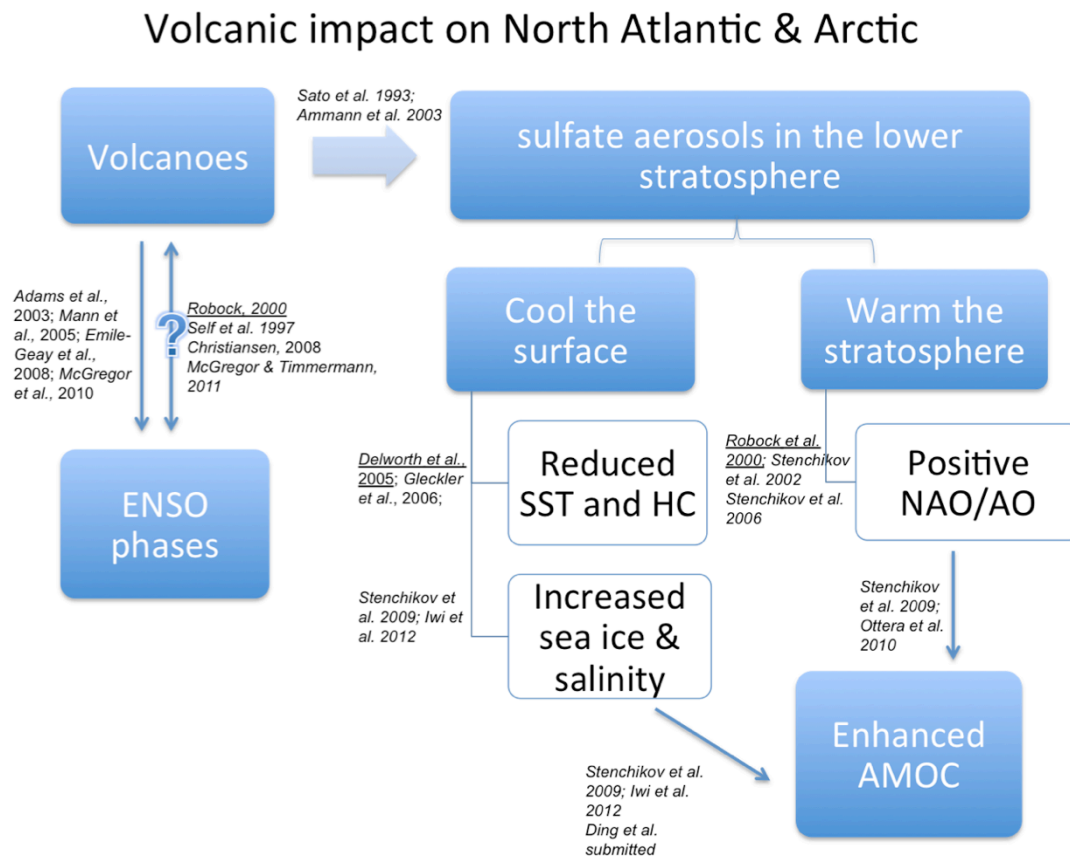 Volcanic impact on North Atlantic & Arctic
Volcanoes
Sato et al. 1993;
Ammann et al. 2003
sulfate aerosols in the lower
stratosphere
Adams et al.,
2003; Mann et
al., 2005; Emile-
Geay et al.,
2008; McGregor
et al., 2010
?
Robock, 2000
Self et al. 1997
Christiansen, 2008
McGregor & Timmermann,
2011
ENSO
phases
Cool the
surface
Warm the
stratosphere
Delworth et al.,
2005; Gleckler
et al., 2006;
Reduced
SST and HC
Robock et al.
2000; Stenchikov
et al. 2002
Stenchikov et al.
2006
Positive
NAO/AO
Stenchikov et
al. 2009; Iwi et
al. 2012
Increased
sea ice &
salinity
Stenchikov
et al. 2009;
Ottera et al.
2010
Stenchikov et al.
2009; Iwi et al.
2012
Ding et al.
submitted
Enhanced
AMOC